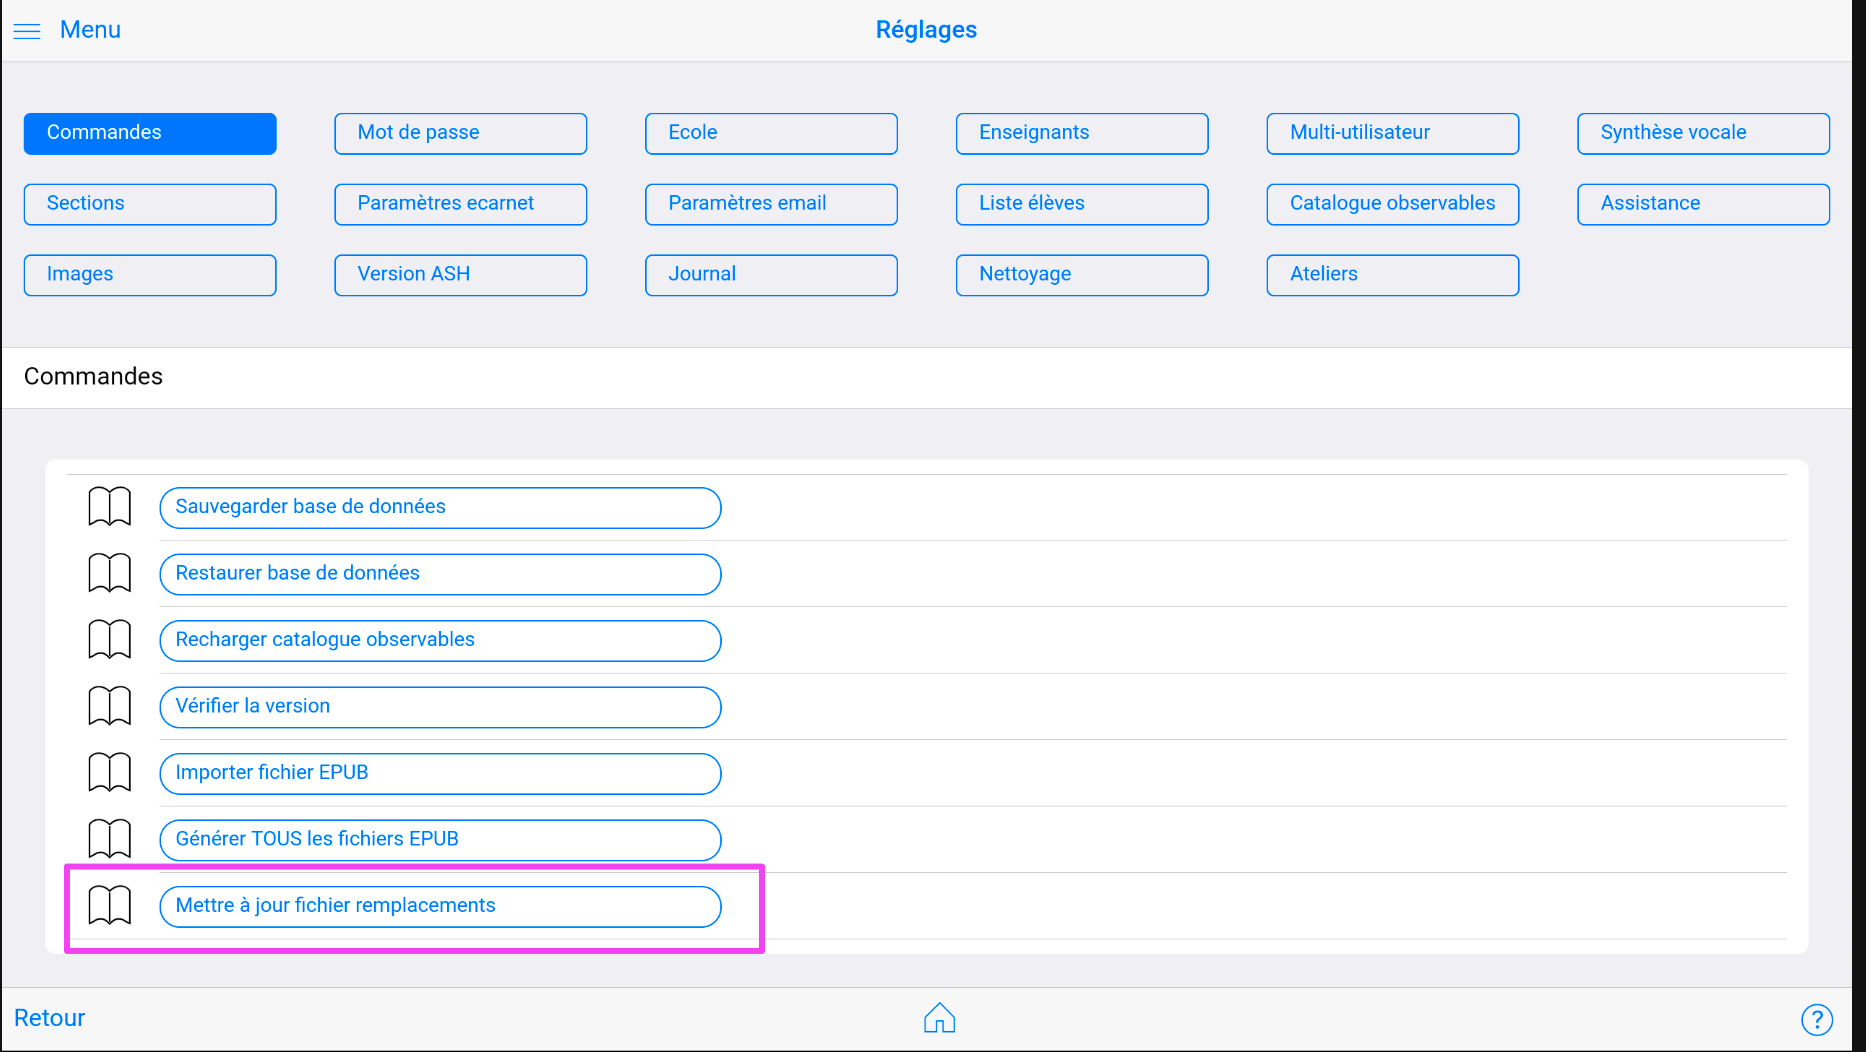 Menu
Réglages
Commandes
Mot de passe
Ecole
Enseignants
Multi-utilisateur
Synthèse vocale
Sections
Paramètres ecarnet
Paramètres email
Liste élèves
Catalogue observables
Assistance
Images
Version ASH
Journal
Nettoyage
Ateliers
Commandes
Sauvegarder base de données
Restaurer base de données
Recharger catalogue observables
Vérifier la version
Importer fichier EPUB
Générer TOUS les fichiers EPUB
Mettre à jour fichier remplacements
Retour
?